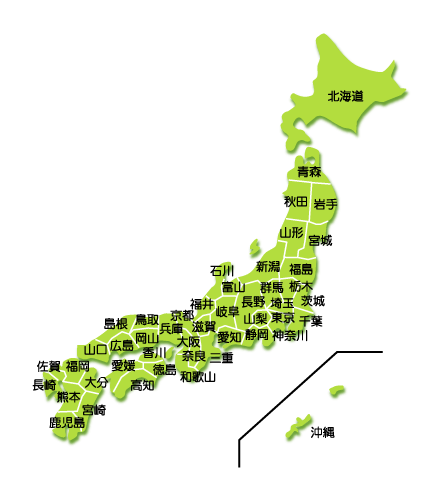 北海道
青森
秋田
岩手
山形
宮城
新潟
福島
石川
富山
群馬
栃木
福井
長野
埼玉
茨城
岐阜
山梨
東京
千葉
島根
鳥取
京都
兵庫
滋賀
愛知
静岡
神奈川
山口
広島
岡山
大阪
香川
奈良
三重
佐賀
福岡
愛媛
徳島
和歌山
長崎
大分
高知
熊本
宮崎
鹿児島
沖縄